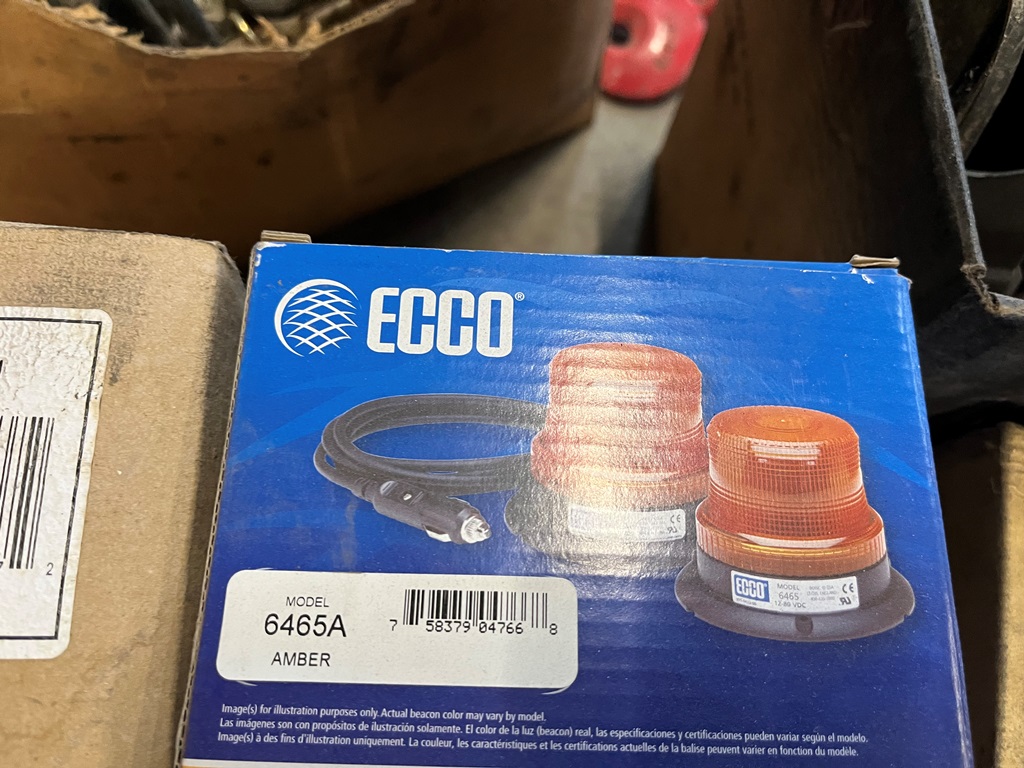 ECCO®
ECCO
MODEL
6465
12-80 VDC
CE
MODEL
6465A
AMBER
7 58379 04766 8
Image(s) for illustration purposes only. Actual beacon color may vary by model.
Las imágenes son con propósitos de ilustración solamente. El color de la luz (beacon) real, las especificaciones y certificaciones pueden variar según el modelo.
Image(s) à des fins d'illustration uniquement. La couleur, les caractéristiques et les certifications actuelles de la balise peuvent varier en fonction du modèle.
2